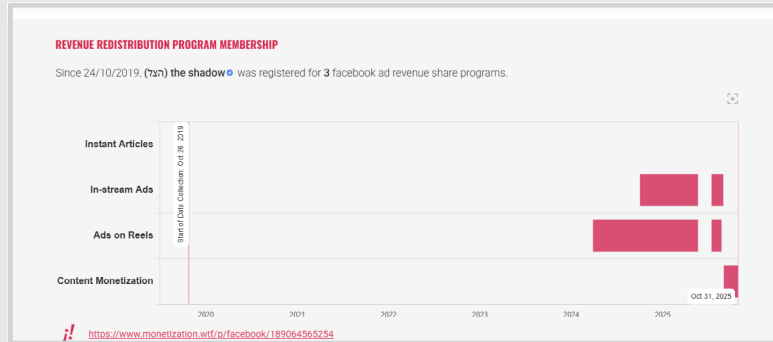 REVENUE REDISTRIBUTION PROGRAM MEMBERSHIP
Since 24/10/2019, (הצל) the shadow was registered for 3 facebook ad revenue share programs.
Start of Data Collection: Oct 26, 2019
Instant Articles
In-stream Ads
Ads on Reels
Content Monetization
Oct 31, 2025
2020 2021 2022 2023 2024 2025
¡! https://www.monetization.wtf/p/facebook/189064565254